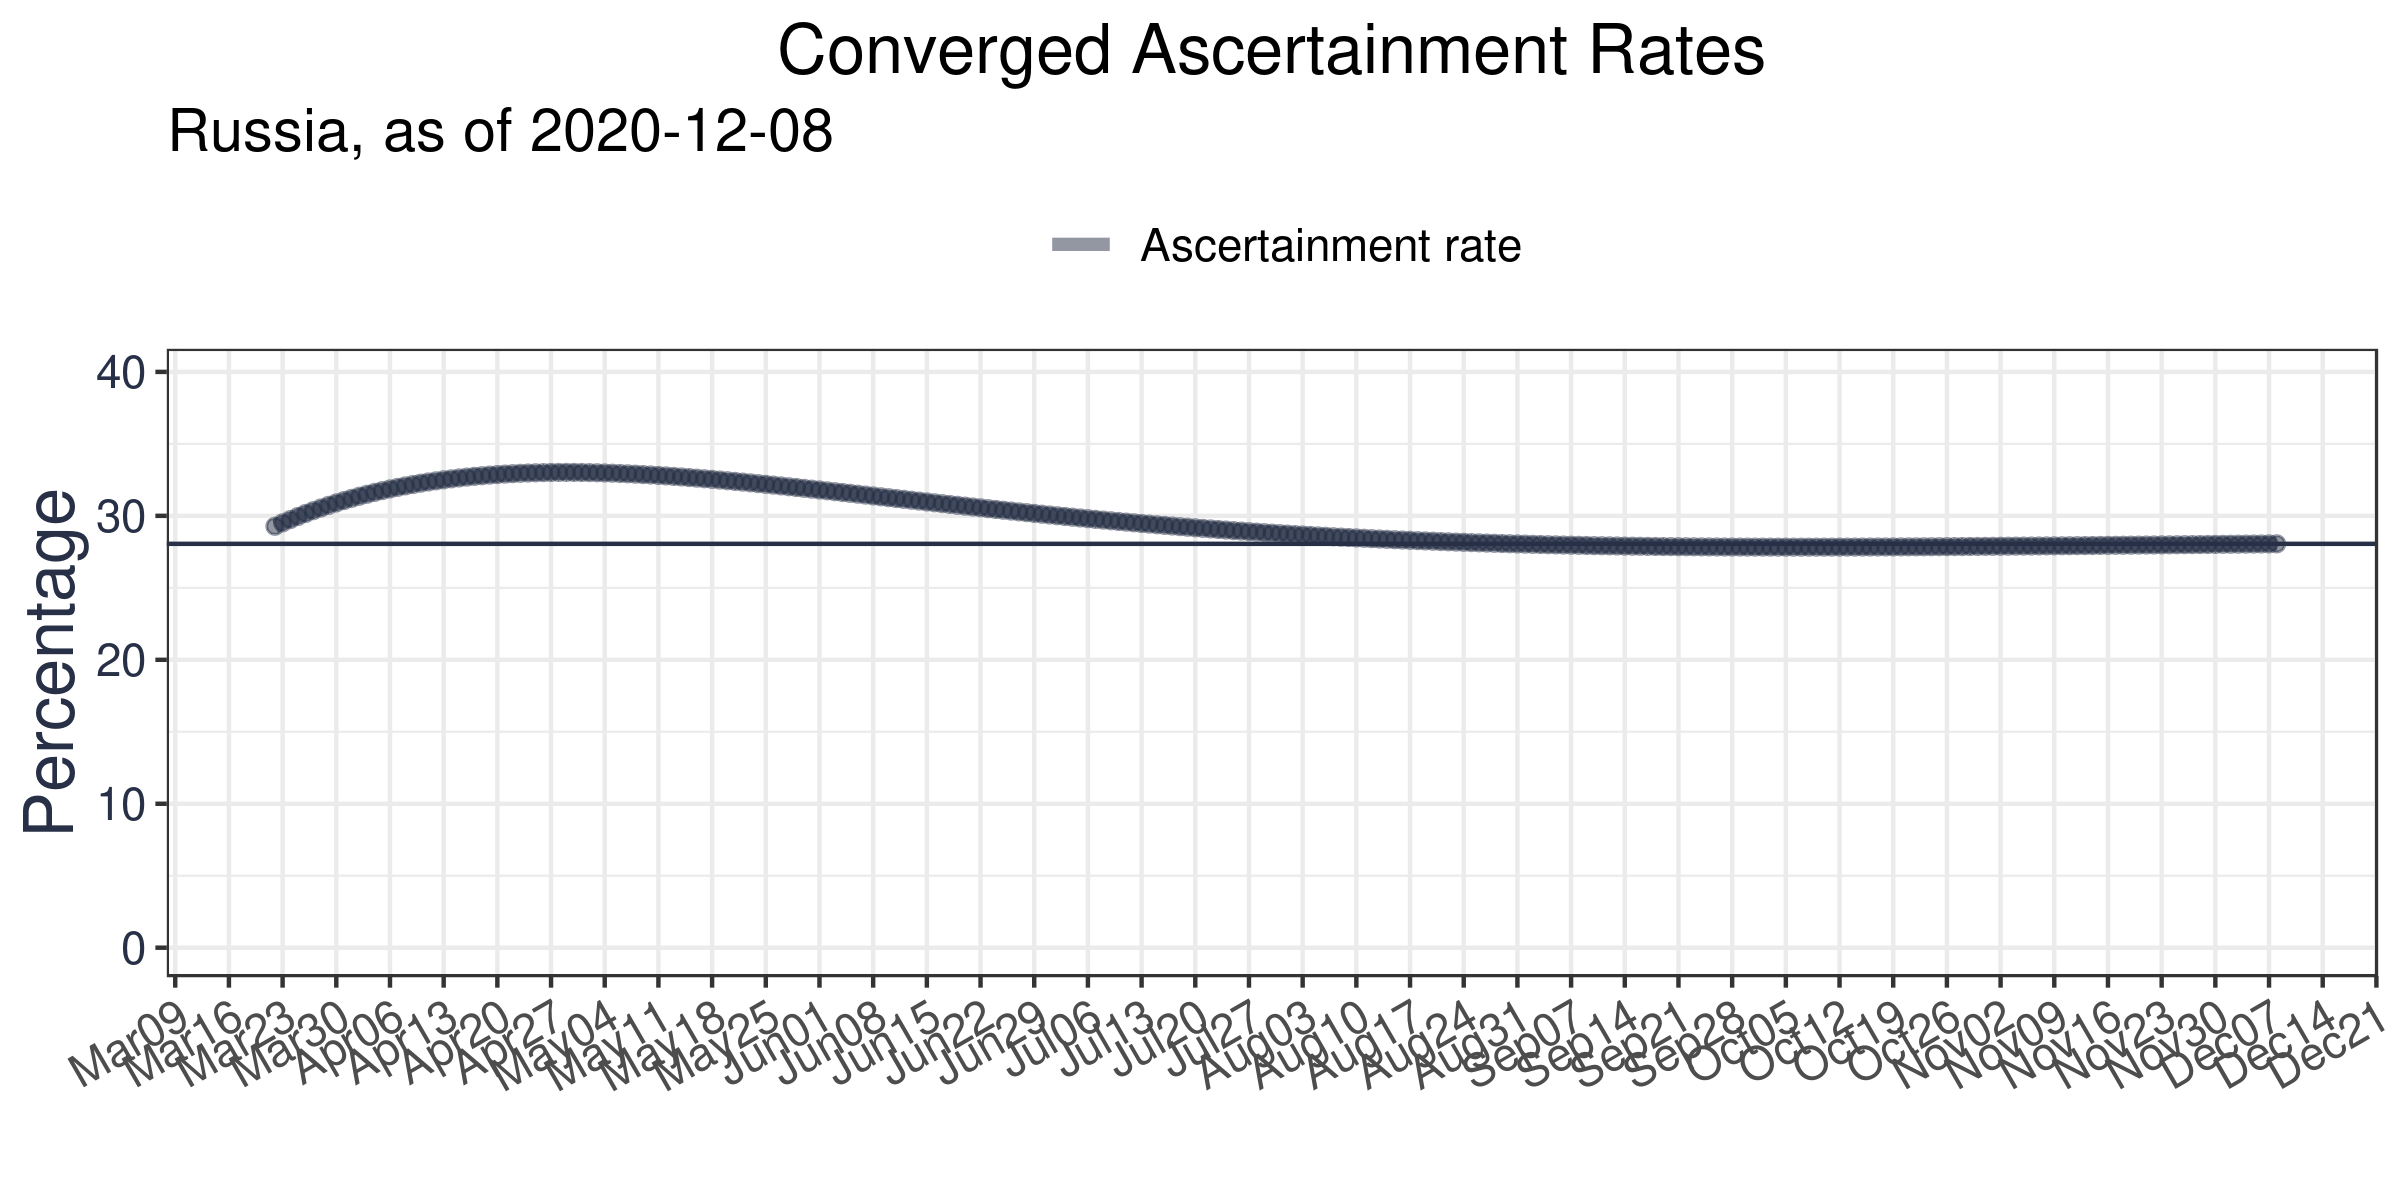 Converged Ascertainment Rates
Russia, as of 2020-12-08
Ascertainment rate
Percentage
40
30
20
10
0
Mar09
Mar16
Mar23
Mar30
Apr06
Apr13
Apr20
Apr27
May04
May11
May18
May25
Jun01
Jun08
Jun15
Jun22
Jun29
Jul06
Jul13
Jul20
Jul27
Aug03
Aug10
Aug17
Aug24
Aug31
Sep07
Sep14
Sep21
Sep28
Oct05
Oct12
Oct19
Oct26
Nov02
Nov09
Nov16
Nov23
Nov30
Dec07
Dec14
Dec21